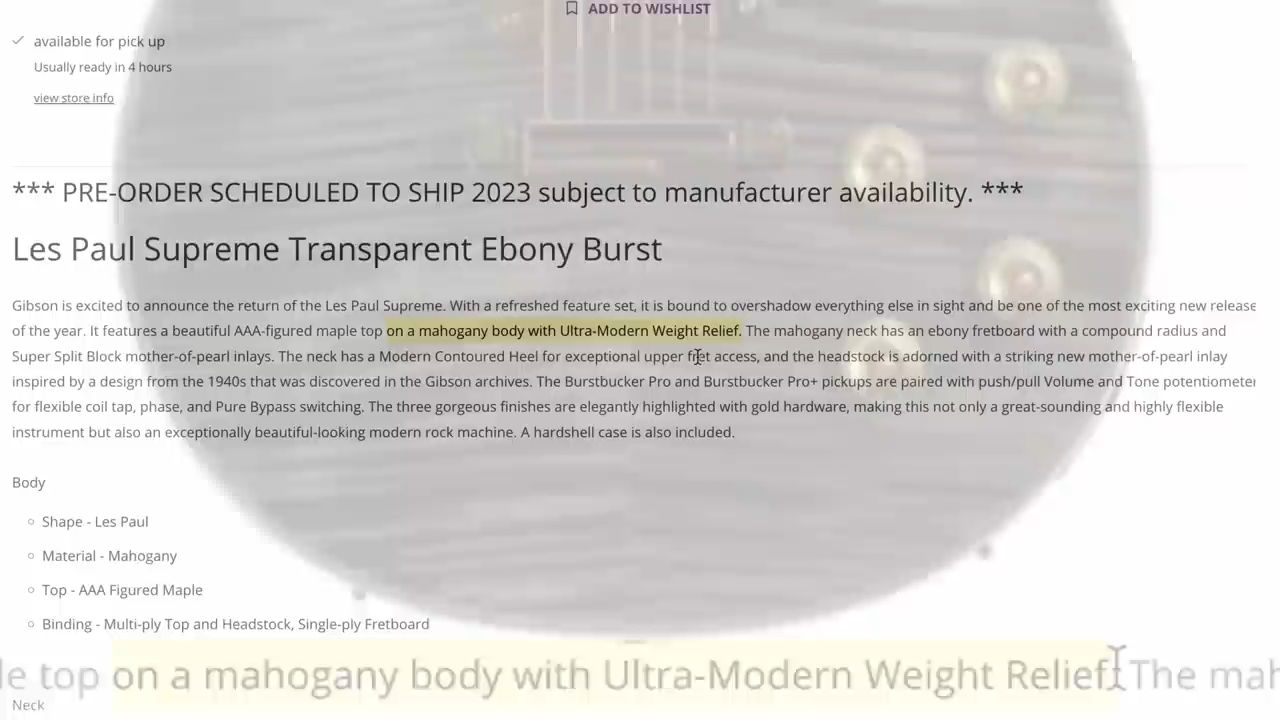 ADD TO WISHLIST
available for pick up
Usually ready in 4 hours
view store info
*** PRE-ORDER SCHEDULED TO SHIP 2023 subject to manufacturer availability. ***
Les Paul Supreme Transparent Ebony Burst
Gibson is excited to announce the return of the Les Paul Supreme. With a refreshed feature set, it is bound to overshadow everything else in sight and be one of the most exciting new release
of the year. It features a beautiful AAA-figured maple top on a mahogany body with Ultra-Modern Weight Relief. The mahogany neck has an ebony fretboard with a compound radius and
Super Split Block mother-of-pearl inlays. The neck has a Modern Contoured Heel for exceptional upper fret access, and the headstock is adorned with a striking new mother-of-pearl inlay
inspired by a design from the 1940s that was discovered in the Gibson archives. The Burstbucker Pro and Burstbucker Pro+ pickups are paired with push/pull Volume and Tone potentiometer
for flexible coil tap, phase, and Pure Bypass switching. The three gorgeous finishes are elegantly highlighted with gold hardware, making this not only a great-sounding and highly flexible
instrument but also an exceptionally beautiful-looking modern rock machine. A hardshell case is also included.
Body
Shape - Les Paul
Material - Mahogany
Top - AAA Figured Maple
Binding - Multi-ply Top and Headstock, Single-ply Fretboard
le top on a mahogany body with Ultra-Modern Weight Relief. The mah
Neck